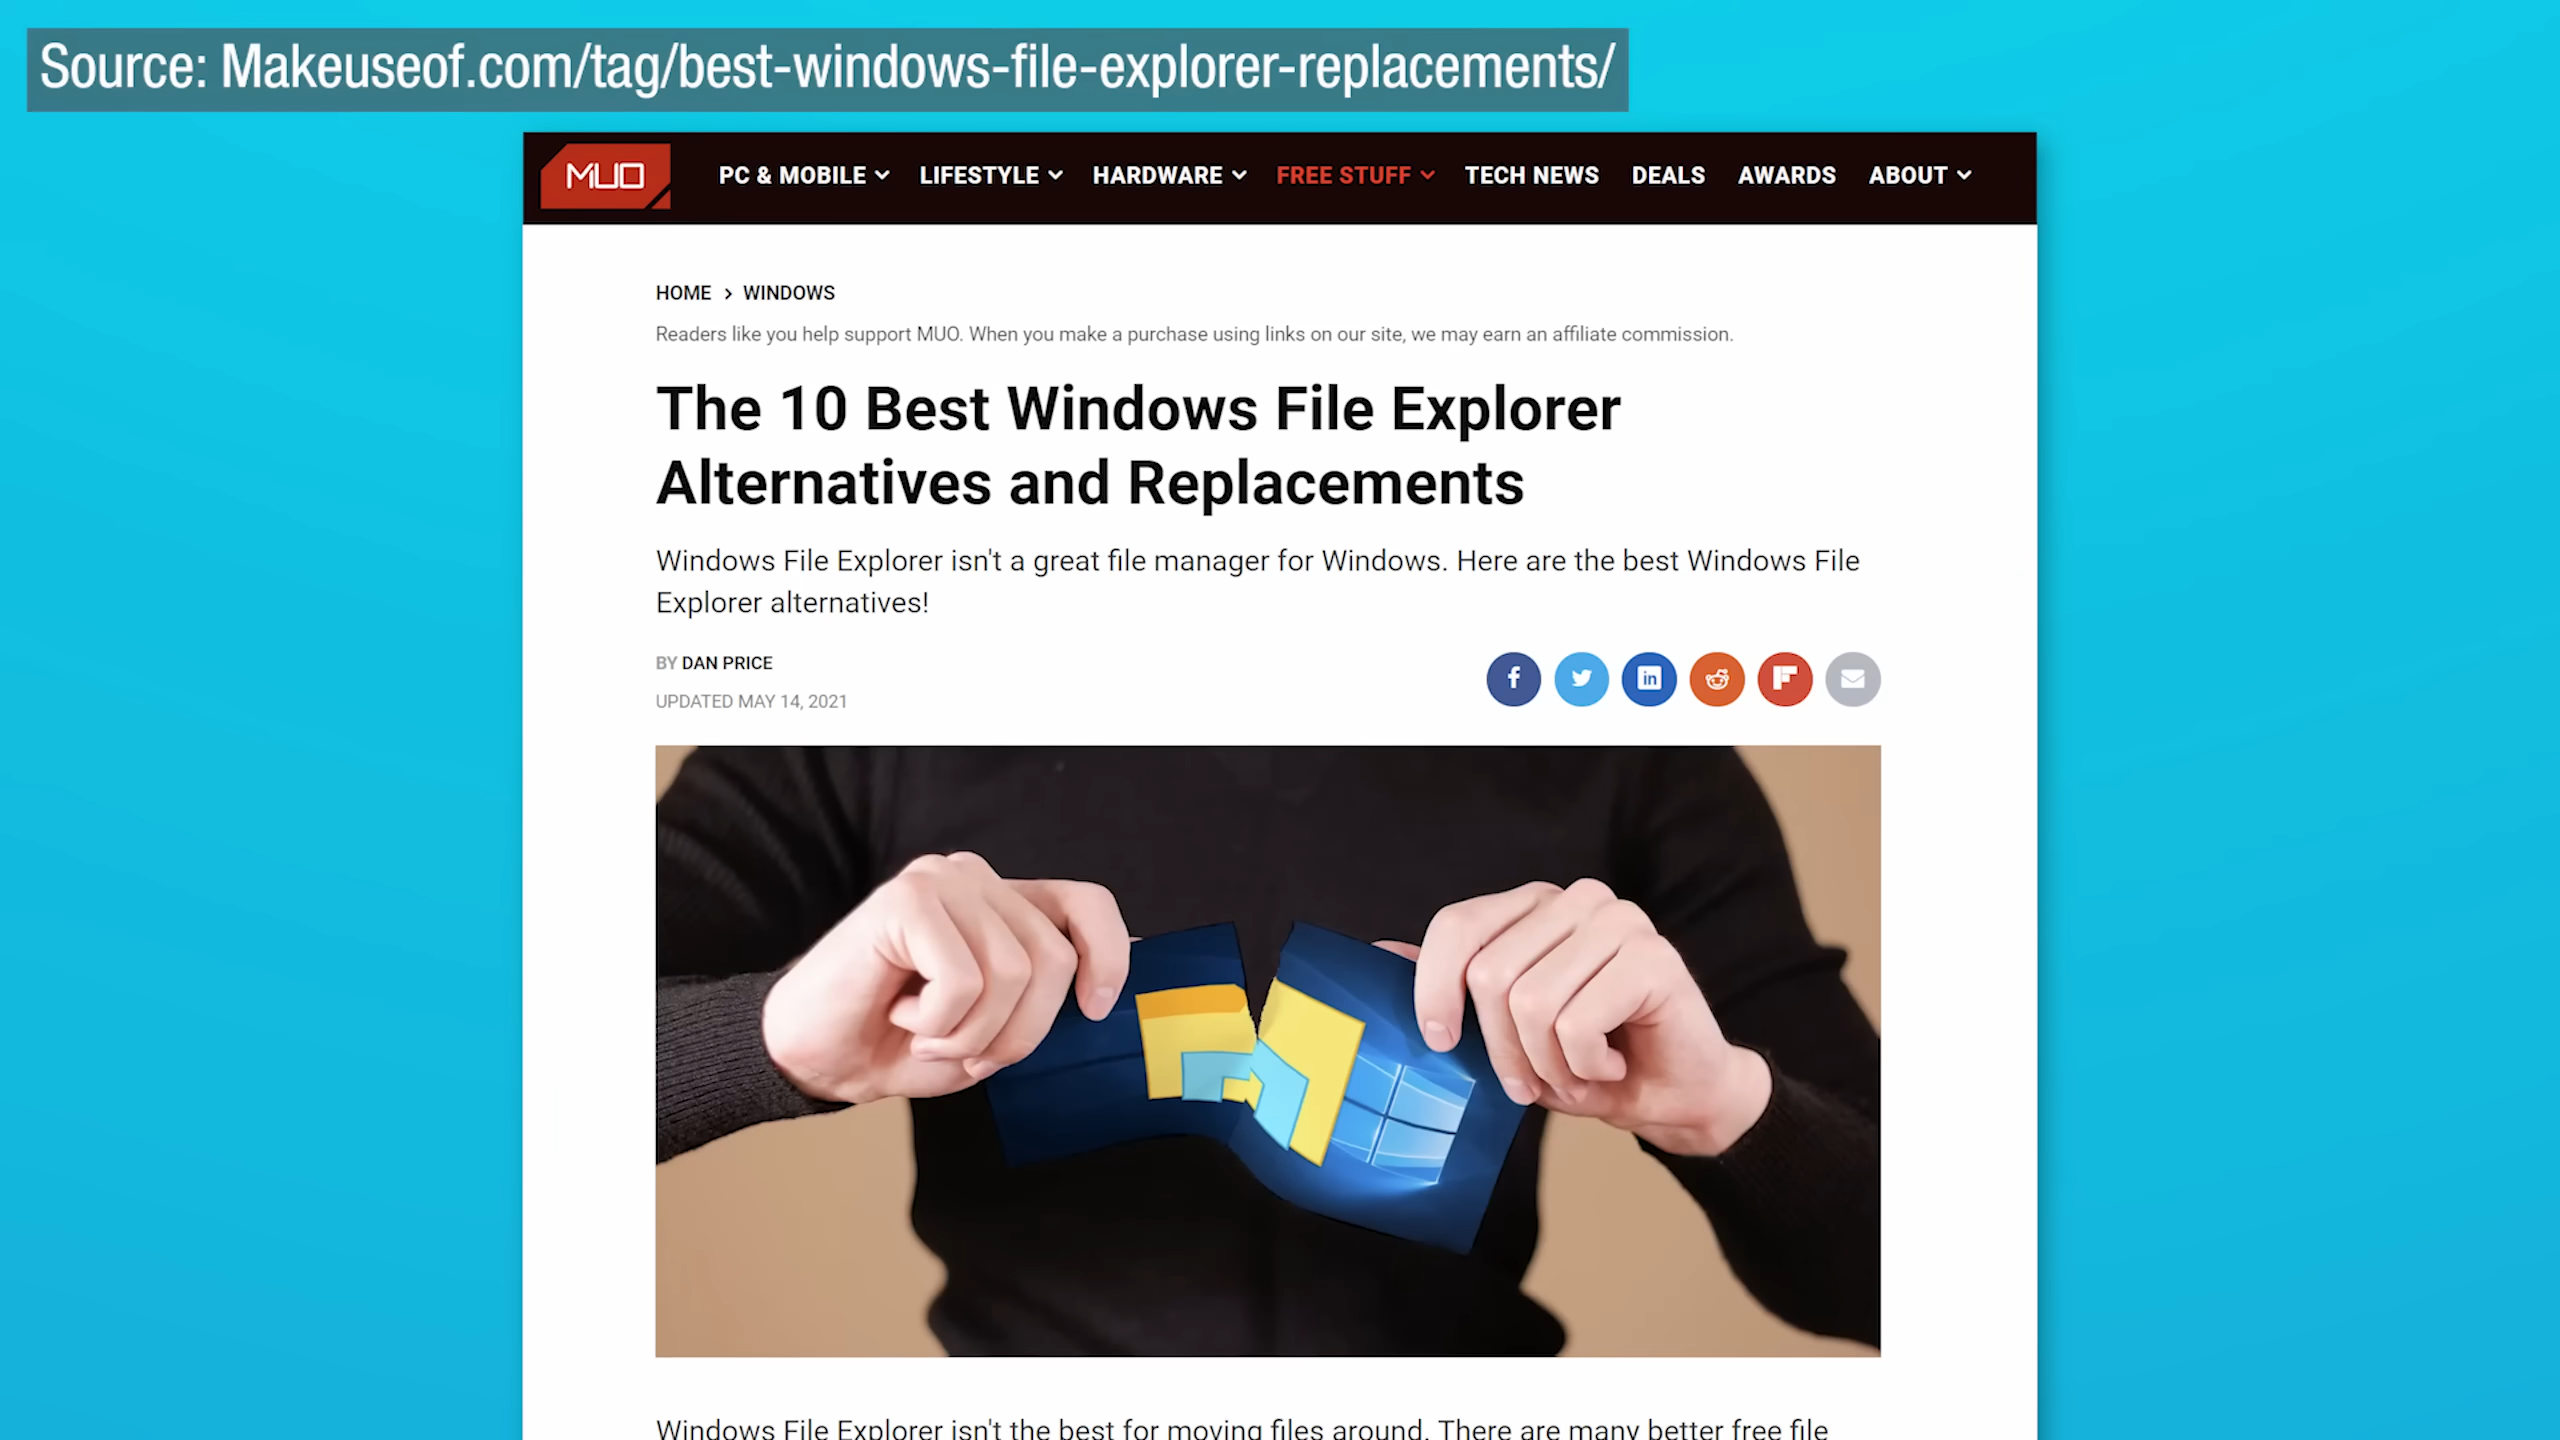 Source: Makeuseof.com/tag/best-windows-file-explorer-replacements/
MUO PC & MOBILE LIFESTYLE HARDWARE FREE STUFF TECH NEWS DEALS AWARDS ABOUT
HOME > WINDOWS
Readers like you help support MUO. When you make a purchase using links on our site, we may earn an affiliate commission.
The 10 Best Windows File Explorer
Alternatives and Replacements
Windows File Explorer isn't a great file manager for Windows. Here are the best Windows File
Explorer alternatives!
BY DAN PRICE
UPDATED MAY 14, 2021
Windows File Explorer isn't the best for moving files around. There are many better free file